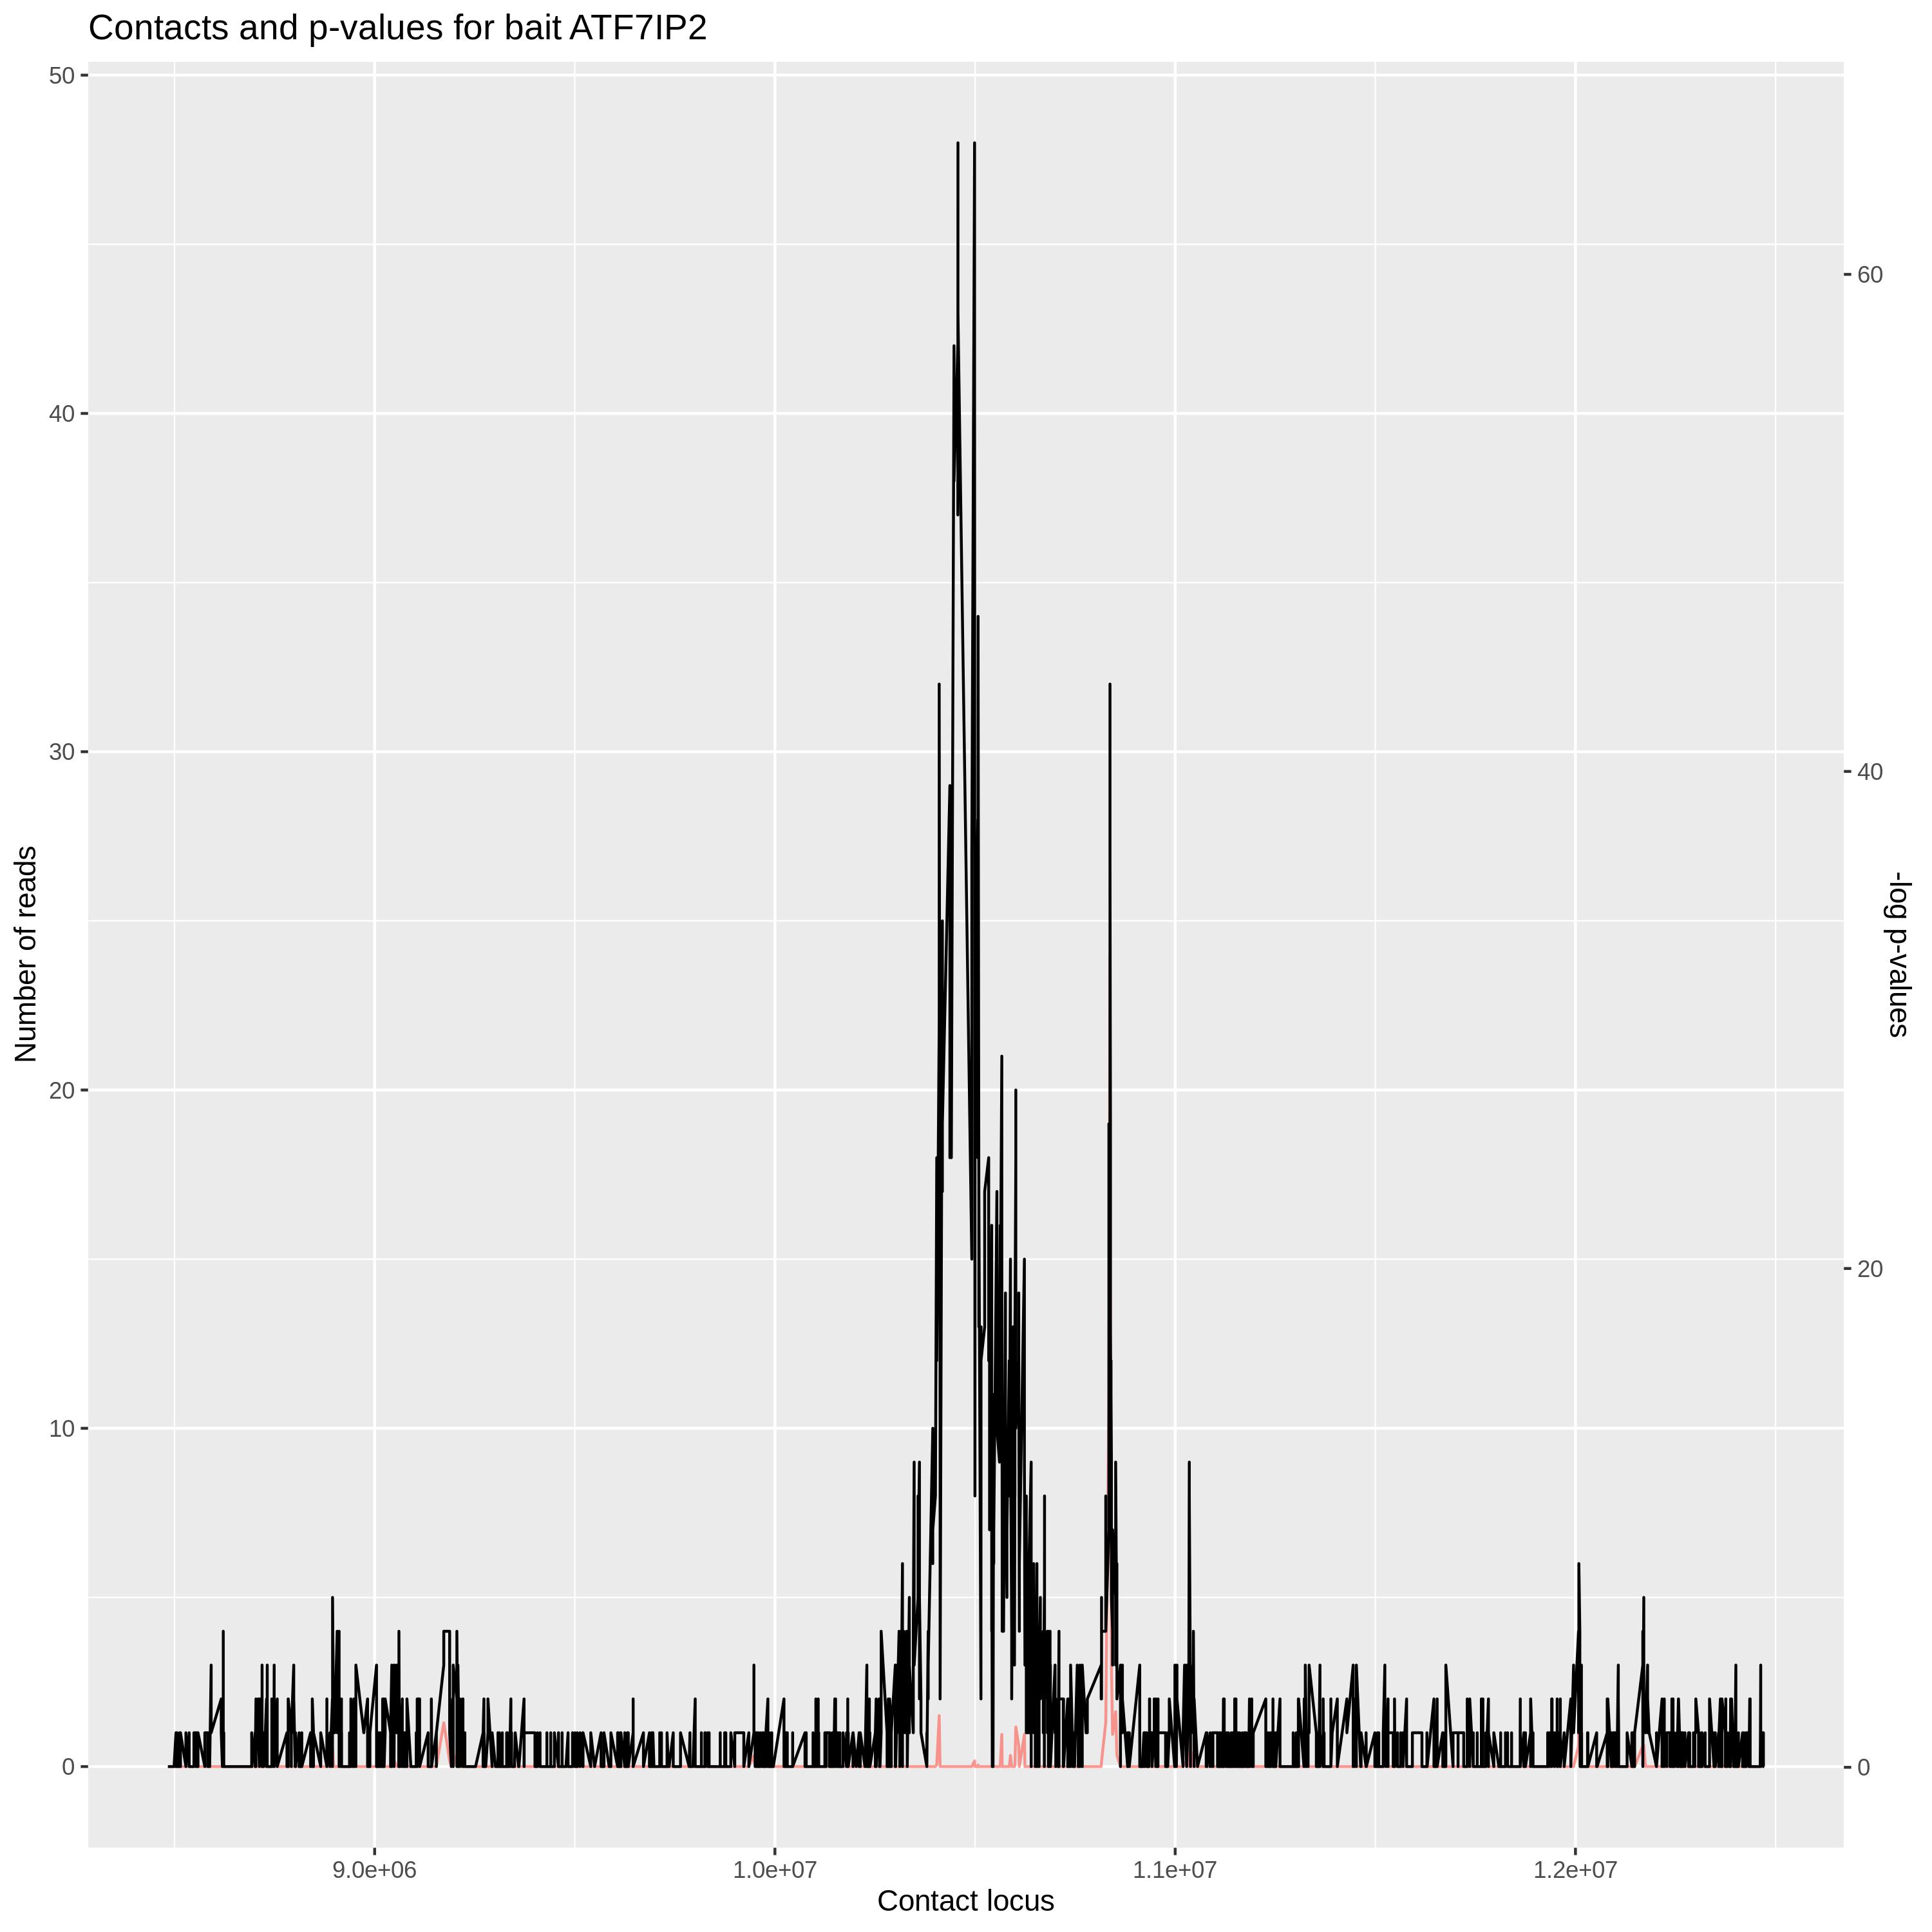 Contacts and p-values for bait ATF7IP2
50
40
30
20
10
0
Number of reads
60
40
20
0
-log p-values
9.0e+06
1.0e+07
1.1e+07
1.2e+07
Contact locus